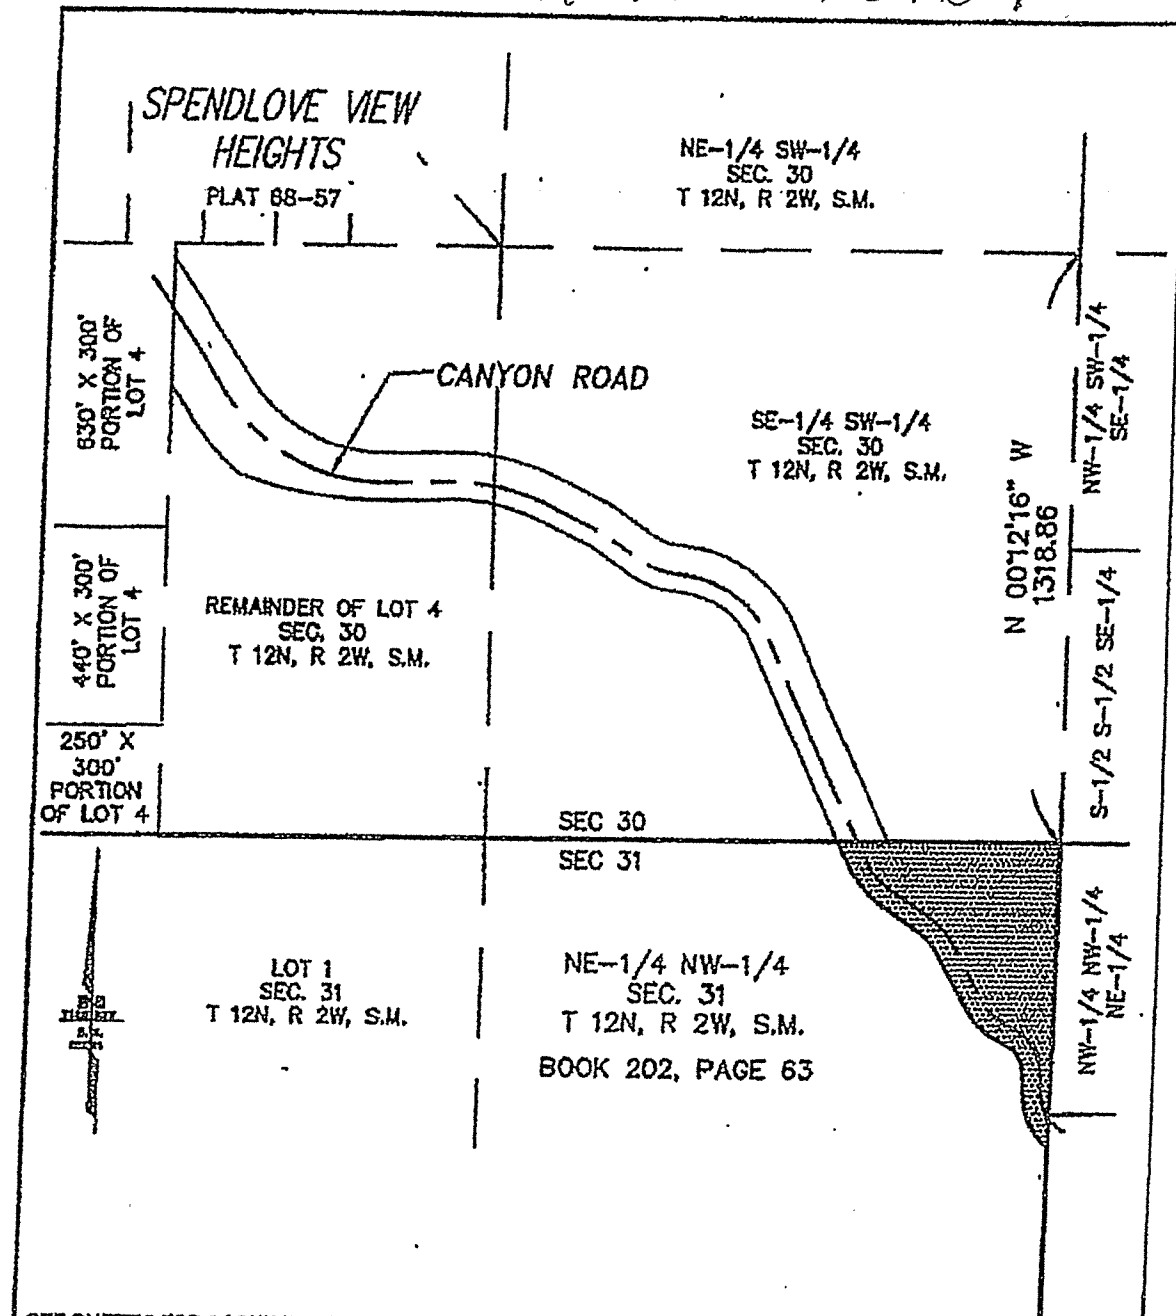 SPENDLOVE VIEW
HEIGHTS
PLAT 88-57
NE-1/4 SW-1/4
SEC. 30
T 12N, R 2W, S.M.
630' X 300'
PORTION OF
LOT 4
CANYON ROAD
SE-1/4 SW-1/4
SEC. 30
T 12N, R 2W, S.M.
N 00°12'16" W
1318.86
NW-1/4 SW-1/4
SE-1/4
440' X 300'
PORTION OF
LOT 4
REMAINDER OF LOT 4
SEC. 30
T 12N, R 2W, S.M.
S-1/2 S-1/2 SE-1/4
250' X
300'
PORTION
OF LOT 4
SEC 30
SEC 31
LOT 1
SEC. 31
T 12N, R 2W, S.M.
NE-1/4 NW-1/4
SEC. 31
T 12N, R 2W, S.M.
BOOK 202, PAGE 63
NW-1/4 NW-1/4
NE-1/4